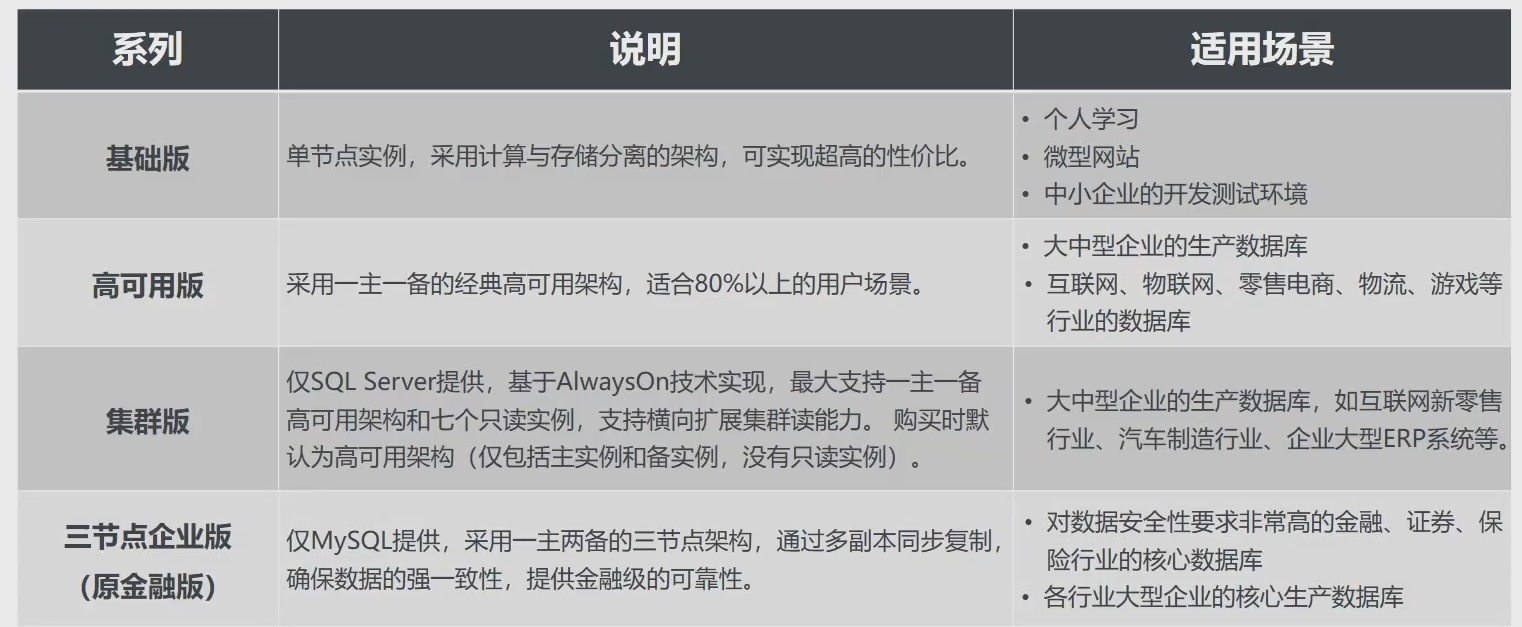 系列
说明
适用场景
基础版
单节点实例，采用计算与存储分离的架构，可实现超高的性价比。
• 个人学习
• 微型网站
• 中小企业的开发测试环境
高可用版
采用一主一备的经典高可用架构，适合80%以上的用户场景。
• 大中型企业的生产数据库
• 互联网、物联网、零售电商、物流、游戏等
行业的数据库
集群版
仅SQL Server提供，基于AlwaysOn技术实现，最大支持一主一备
高可用架构和七个只读实例，支持横向扩展集群读能力。 购买时默
认为高可用架构（仅包括主实例和备实例，没有只读实例）。
• 大中型企业的生产数据库，如互联网新零售
行业、汽车制造行业、企业大型ERP系统等。
三节点企业版
（原金融版）
仅MySQL提供，采用一主两备的三节点架构，通过多副本同步复制，
确保数据的强一致性，提供金融级的可靠性。
• 对数据安全性要求非常高的金融、证券、保
险行业的核心数据库
• 各行业大型企业的核心生产数据库